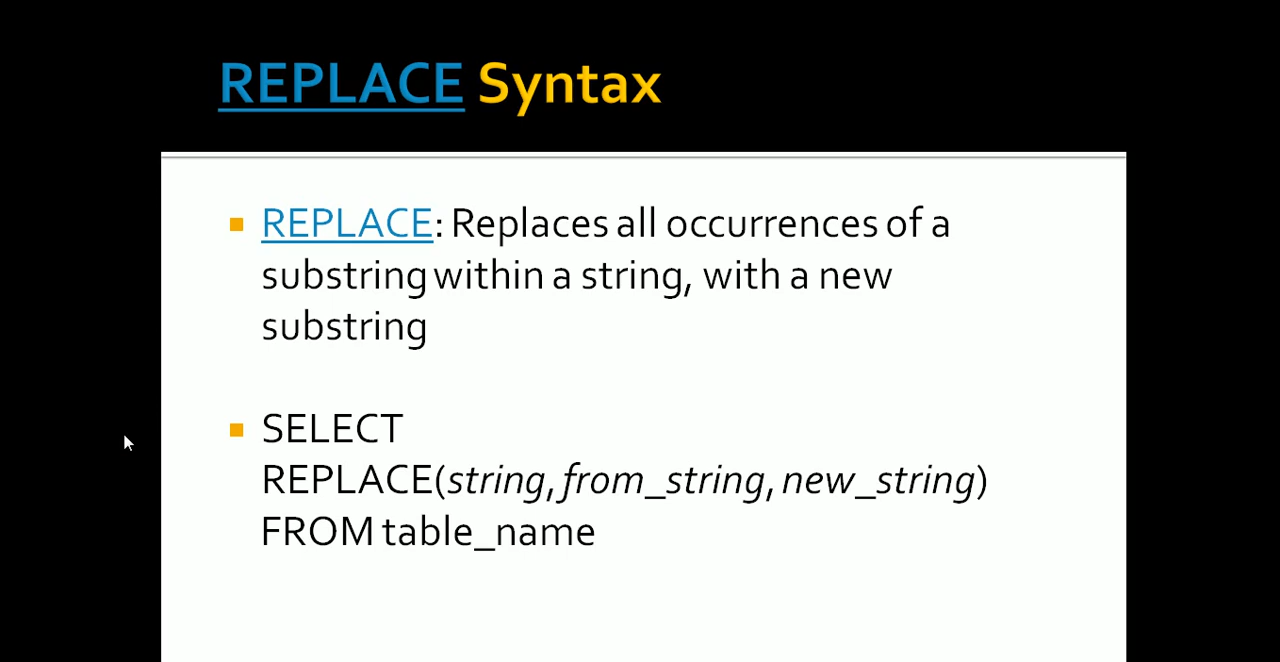 REPLACE Syntax
REPLACE: Replaces all occurrences of a
substring within a string, with a new
substring
SELECT
REPLACE(string, from_string, new_string)
FROM table_name